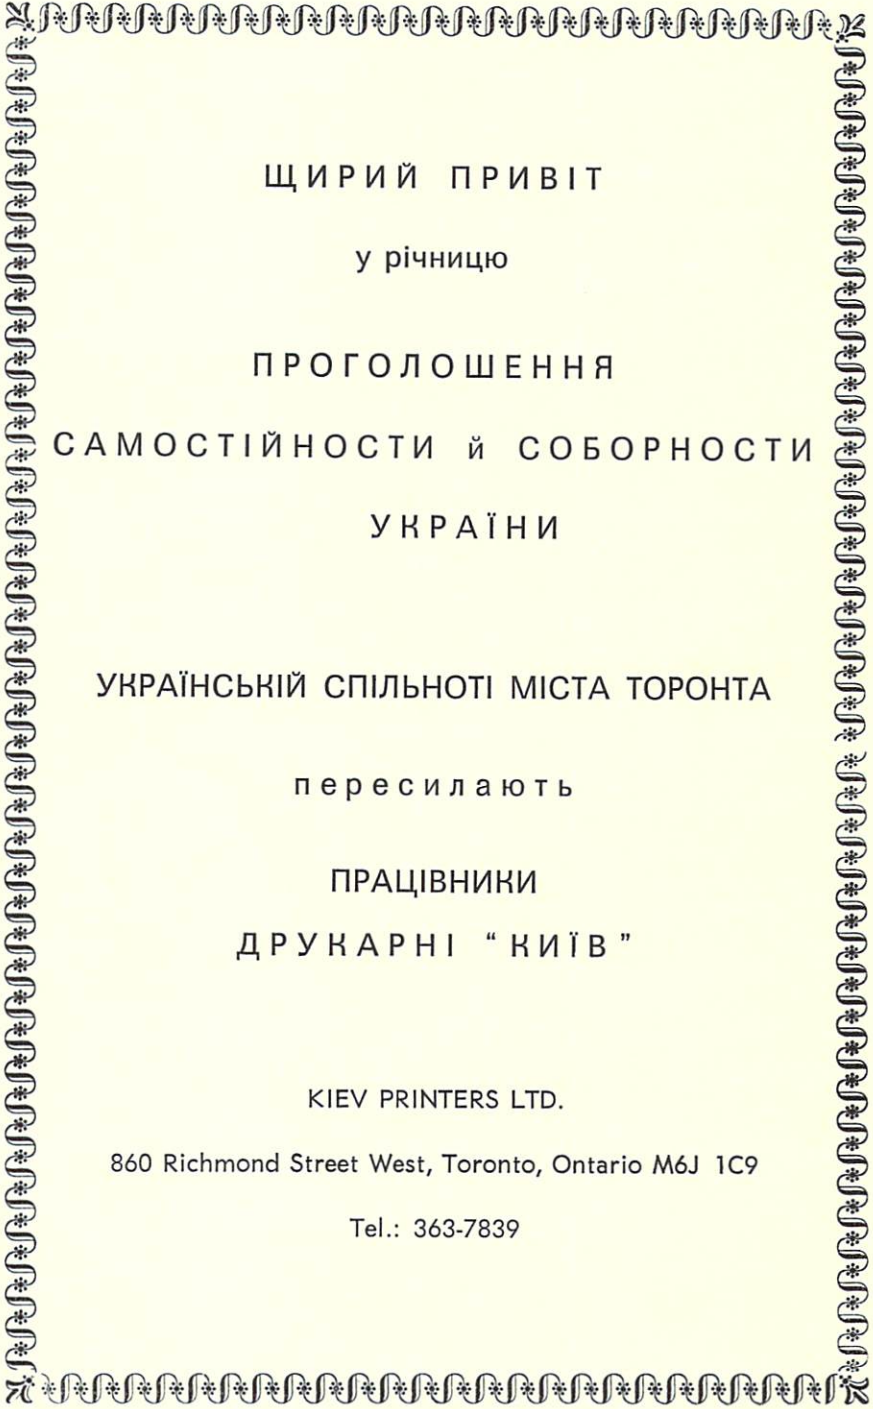 ЩИРИЙ ПРИВІТ
у річницю
ПРОГОЛОШЕННЯ
САМОСТІЙНОСТИ й СОБОРНОСТИ
УКРАЇНИ
УКРАЇНСЬКІЙ СПІЛЬНОТІ МІСТА ТОРОНТА
пересилають
ПРАЦІВНИКИ
ДРУКАРНІ “КИЇВ”
KIEV PRINTERS LTD.
860 Richmond Street West, Toronto, Ontario M6J 1C9
Tel.: 363-7839